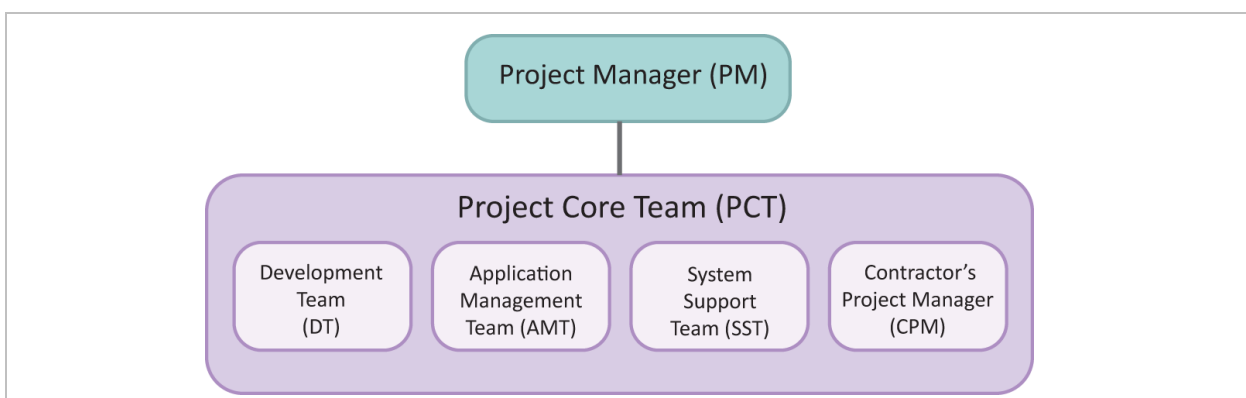 Project Manager (PM)
Project Core Team (PCT)
Development
Team
(DT)
Application
Management
Team (AMT)
System
Support
Team (SST)
Contractor's
Project Manager
(CPM)